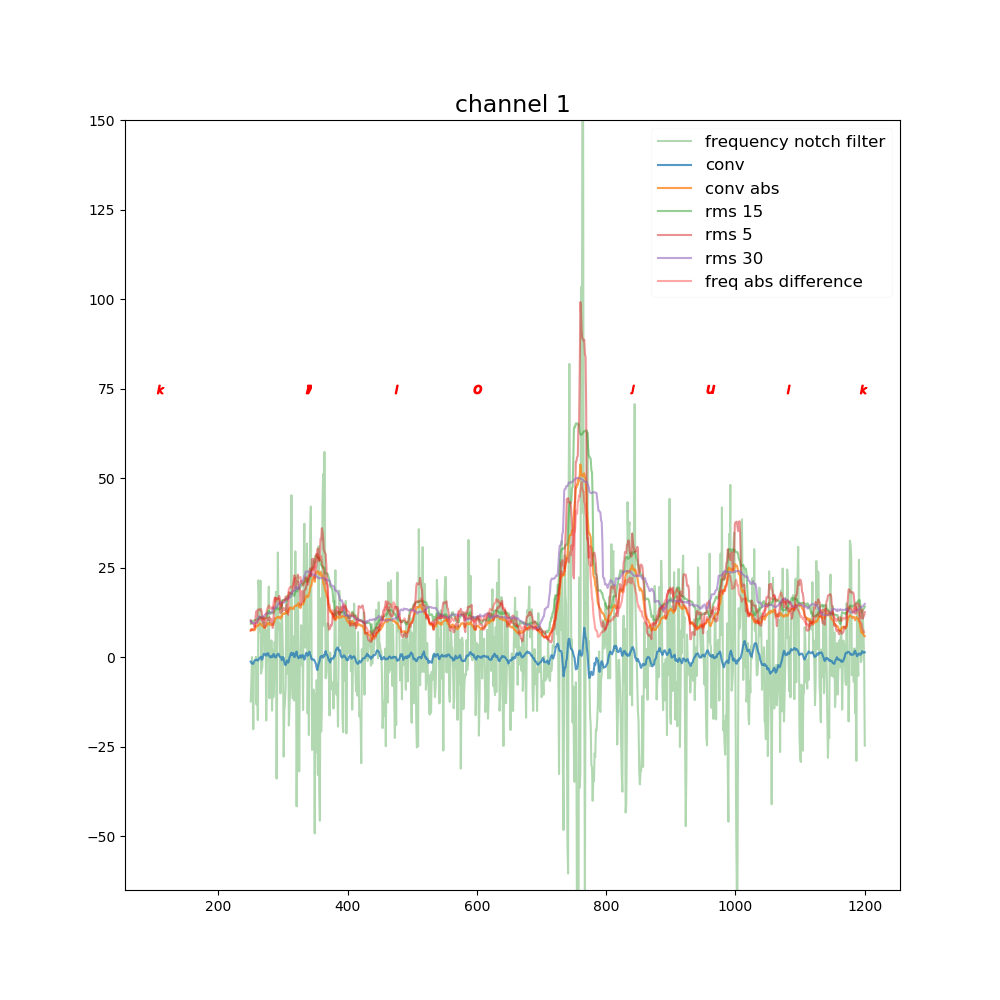 channel 1
150
125
100
75
50
25
0
−25
−50
frequency notch filter
conv
conv abs
rms 15
rms 5
rms 30
freq abs difference
k l o j u l k
200 400 600 800 1000 1200